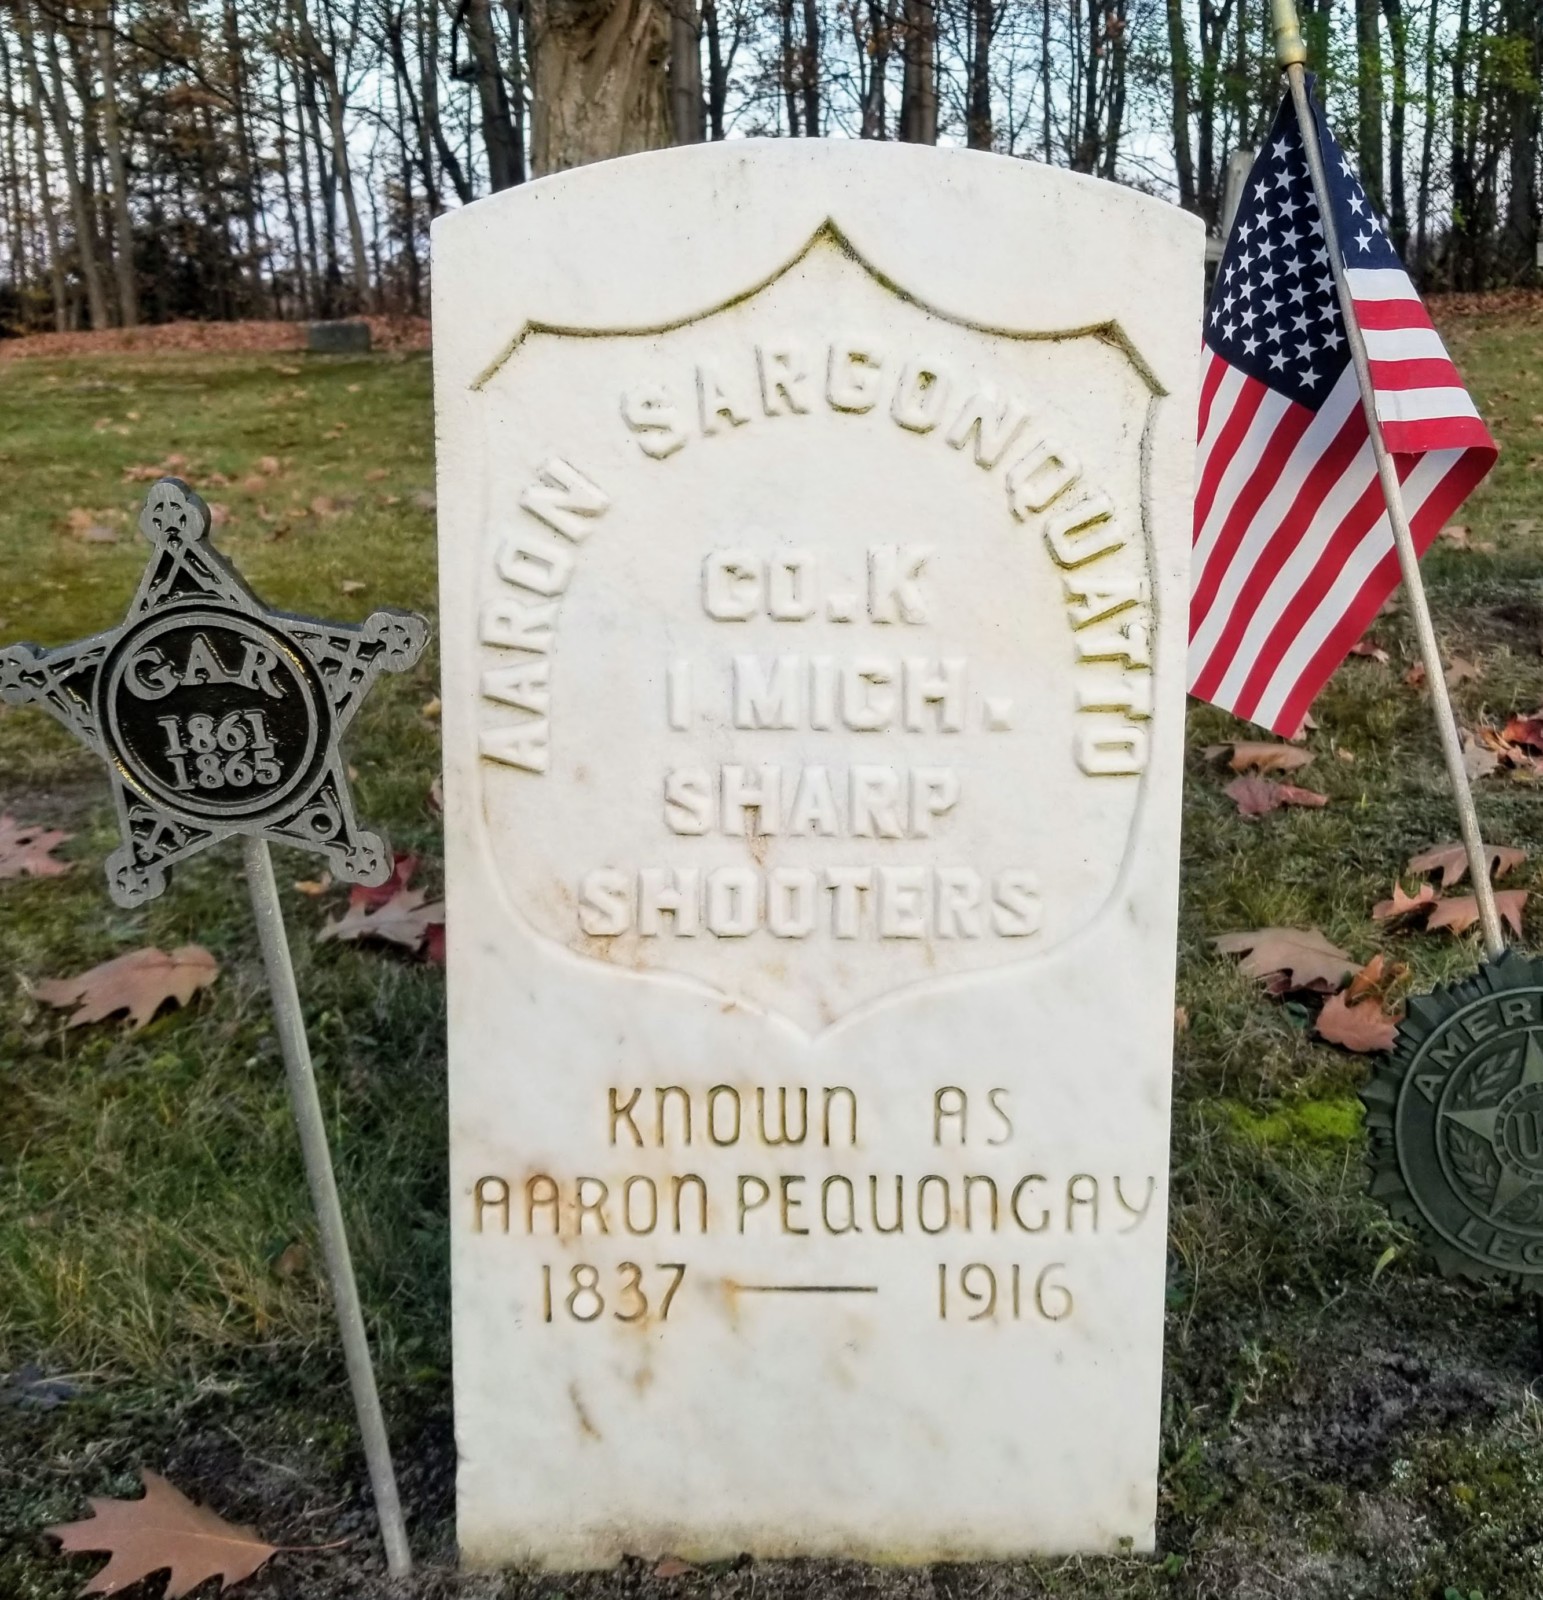 AARON SARGONQUATTO
CO.K
1 MICH.
SHARP
SHOOTERS
KNOWN AS
AARON PEQUONGAY
1837 — 1916
GAR
1861
1865